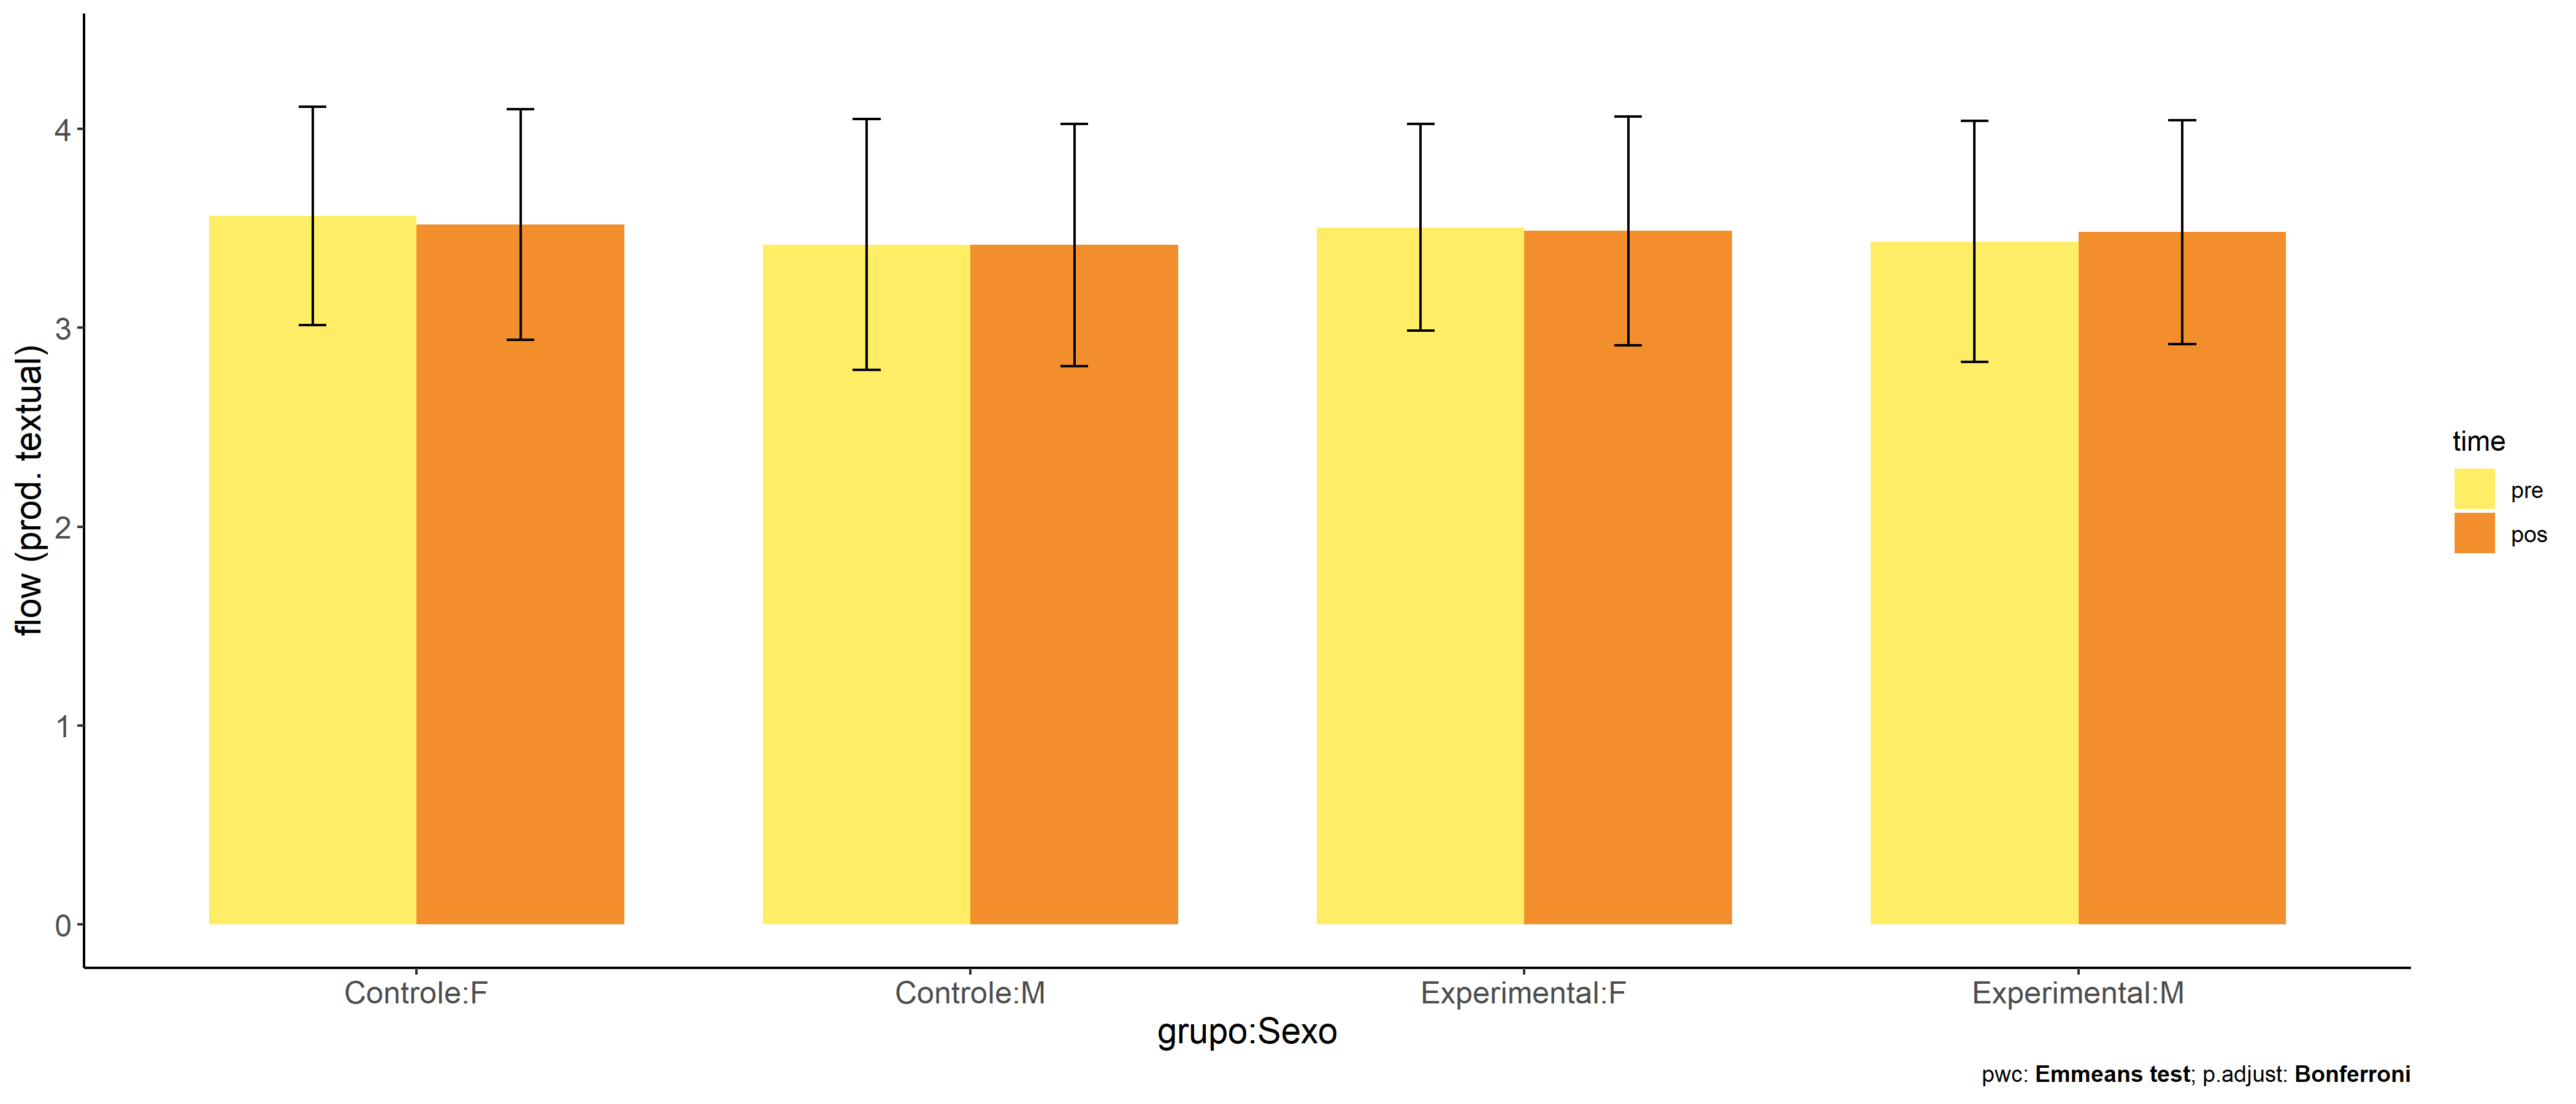 flow (prod. textual)
4
3
2
1
0
Controle:F
Controle:M
Experimental:F
Experimental:M
grupo:Sexo
time
pre
pos
pwc: Emmeans test; p.adjust: Bonferroni